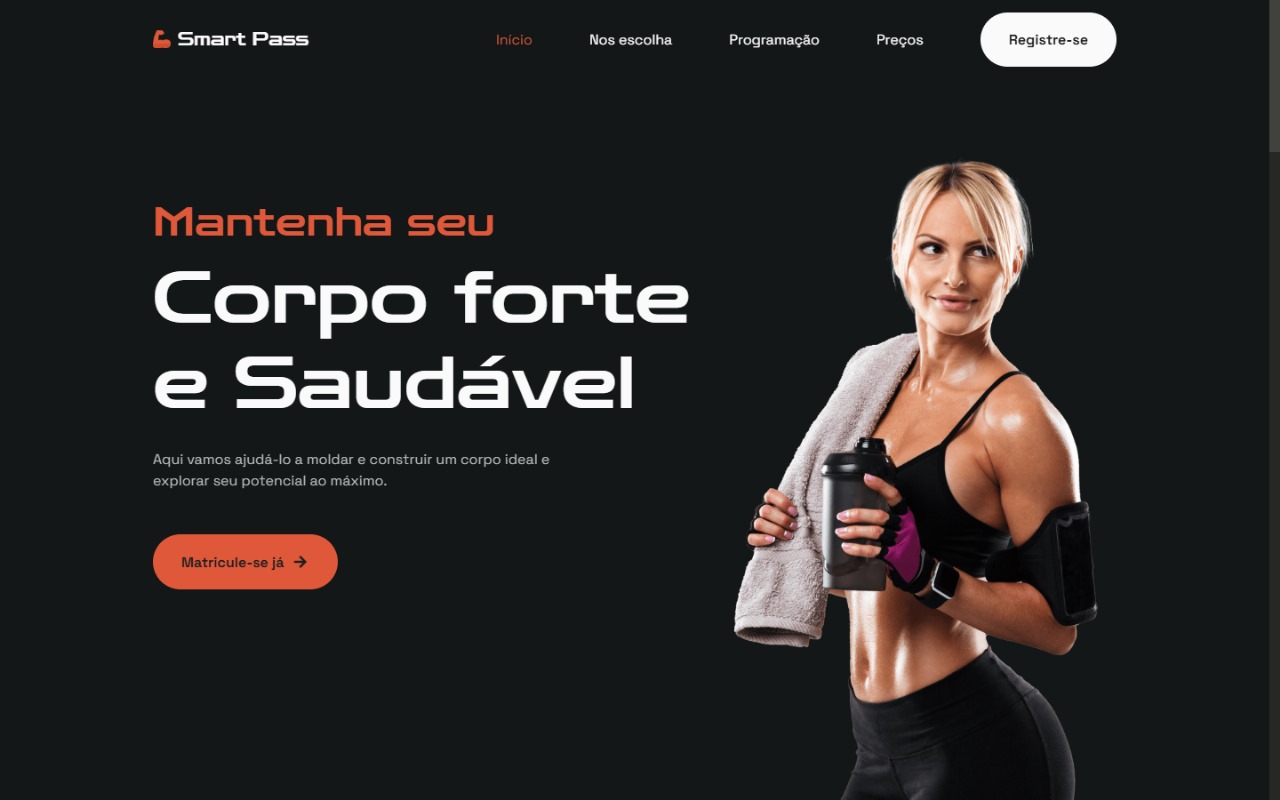 Smart Pass
Início
Nos escolha
Programação
Preços
Registre-se
Mantenha seu
Corpo forte
e Saudável
Aqui vamos ajudá-lo a moldar e construir um corpo ideal e
explorar seu potencial ao máximo.
Matricule-se já